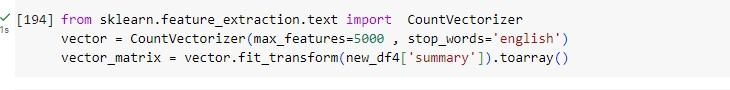 [194] from sklearn.feature_extraction.text import  CountVectorizer
vector = CountVectorizer(max_features=5000 , stop_words='english')
vector_matrix = vector.fit_transform(new_df4['summary']).toarray()
1s